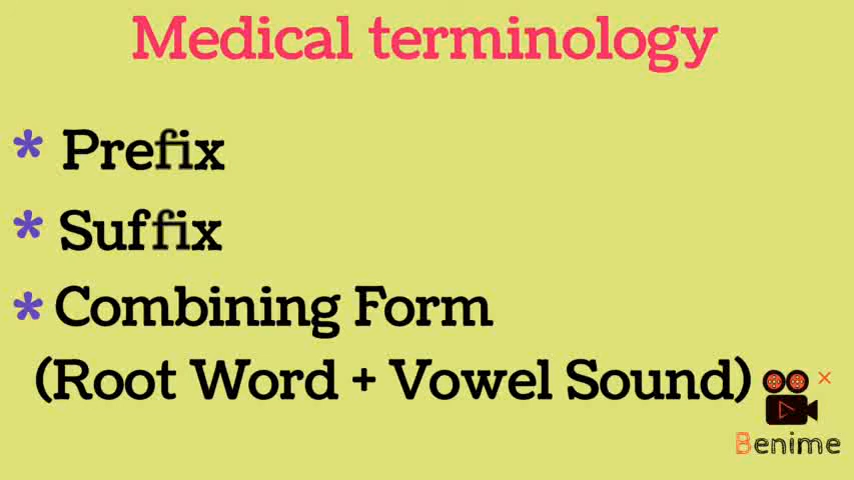 Medical terminology
* Prefix
* Suffix
* Combining Form
(Root Word + Vowel Sound)
Benime